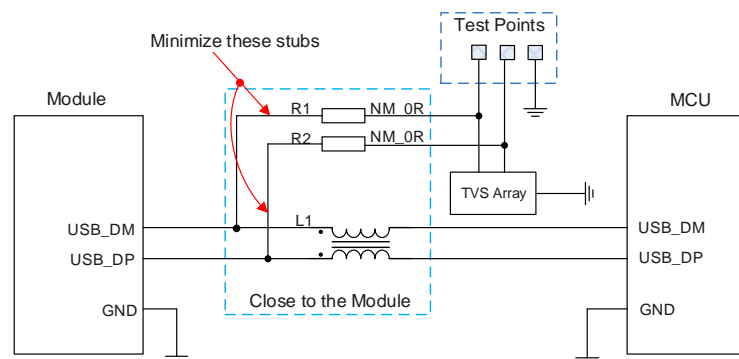 Minimize these stubs
Test Points
Module
MCU
R1 NM_0R
R2 NM_0R
TVS Array
USB_DM
L1
USB_DM
USB_DP
USB_DP
Close to the Module
GND
GND